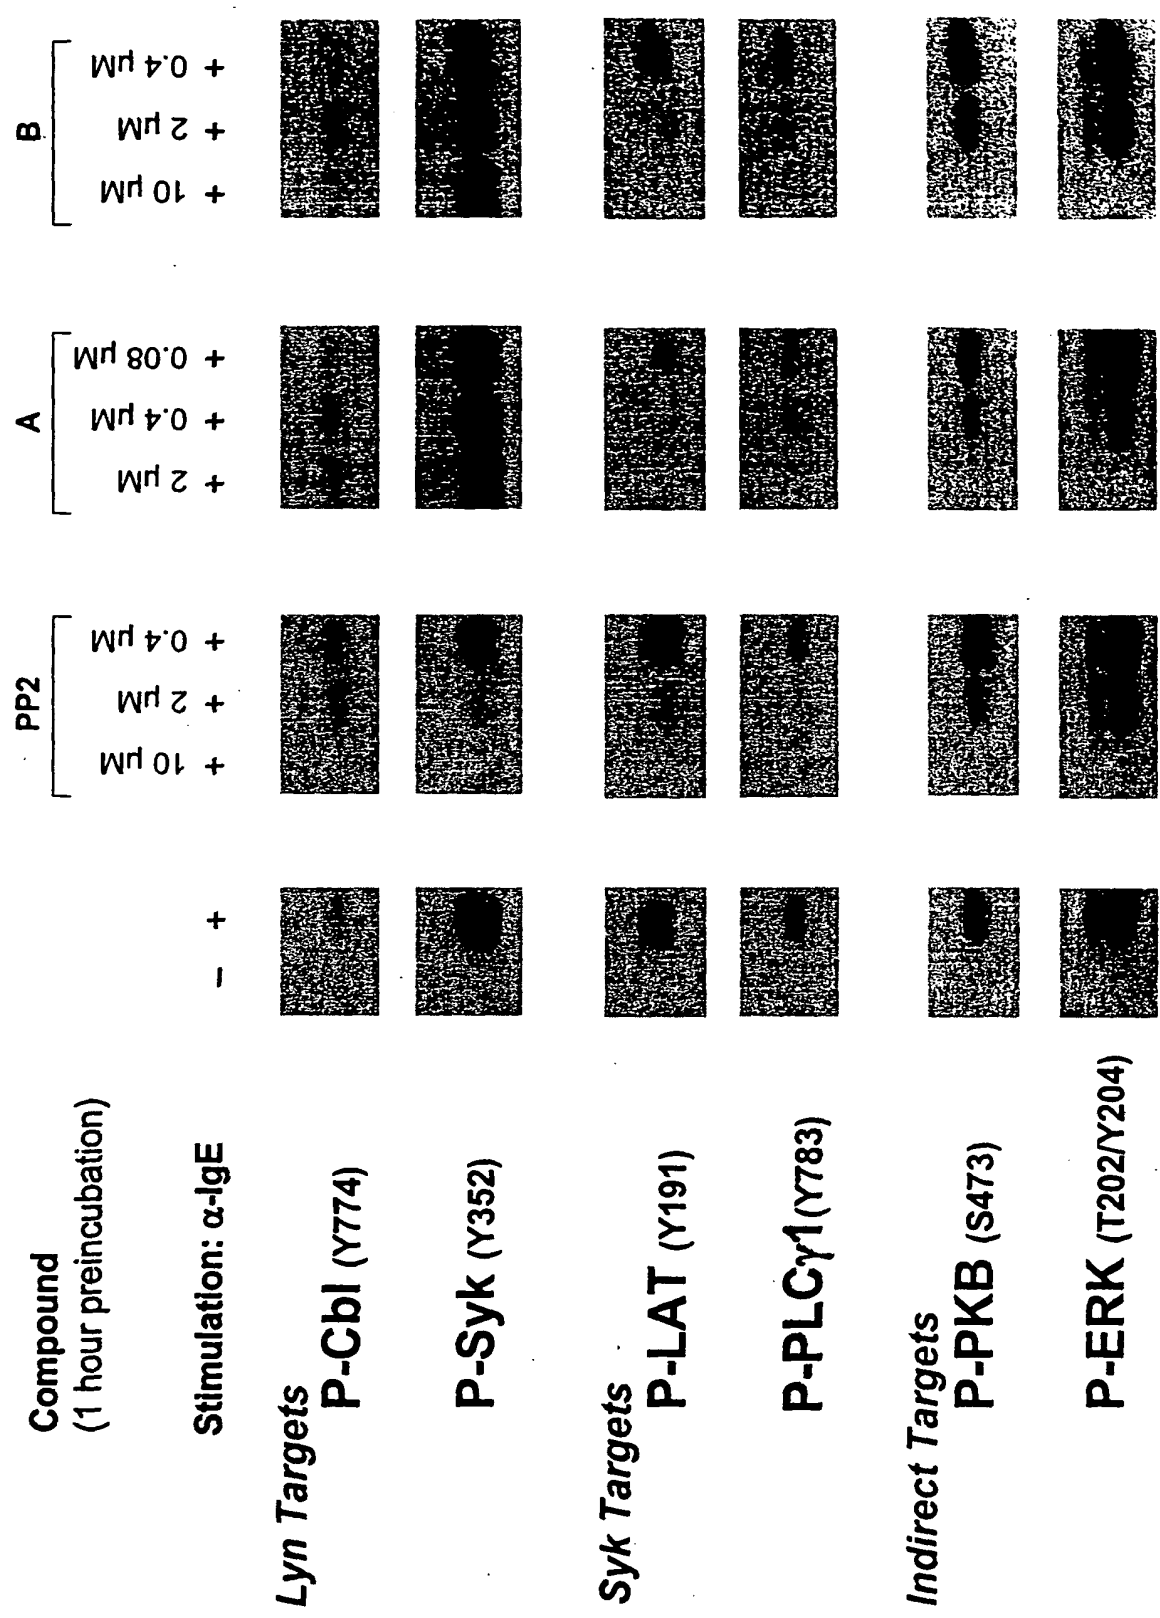 Compound
(1 hour preincubation)
PP2
A
B
10 µM
2 µM
0.4 µM
2 µM
0.4 µM
0.08 µM
10 µM
2 µM
0.4 µM
Stimulation: α-IgE
− + + + + + + + + + +
Lyn Targets
P-Cbl (Y774)
P-Syk (Y352)
Syk Targets
P-LAT (Y191)
P-PLCγ1(Y783)
Indirect Targets
P-PKB (S473)
P-ERK (T202/Y204)